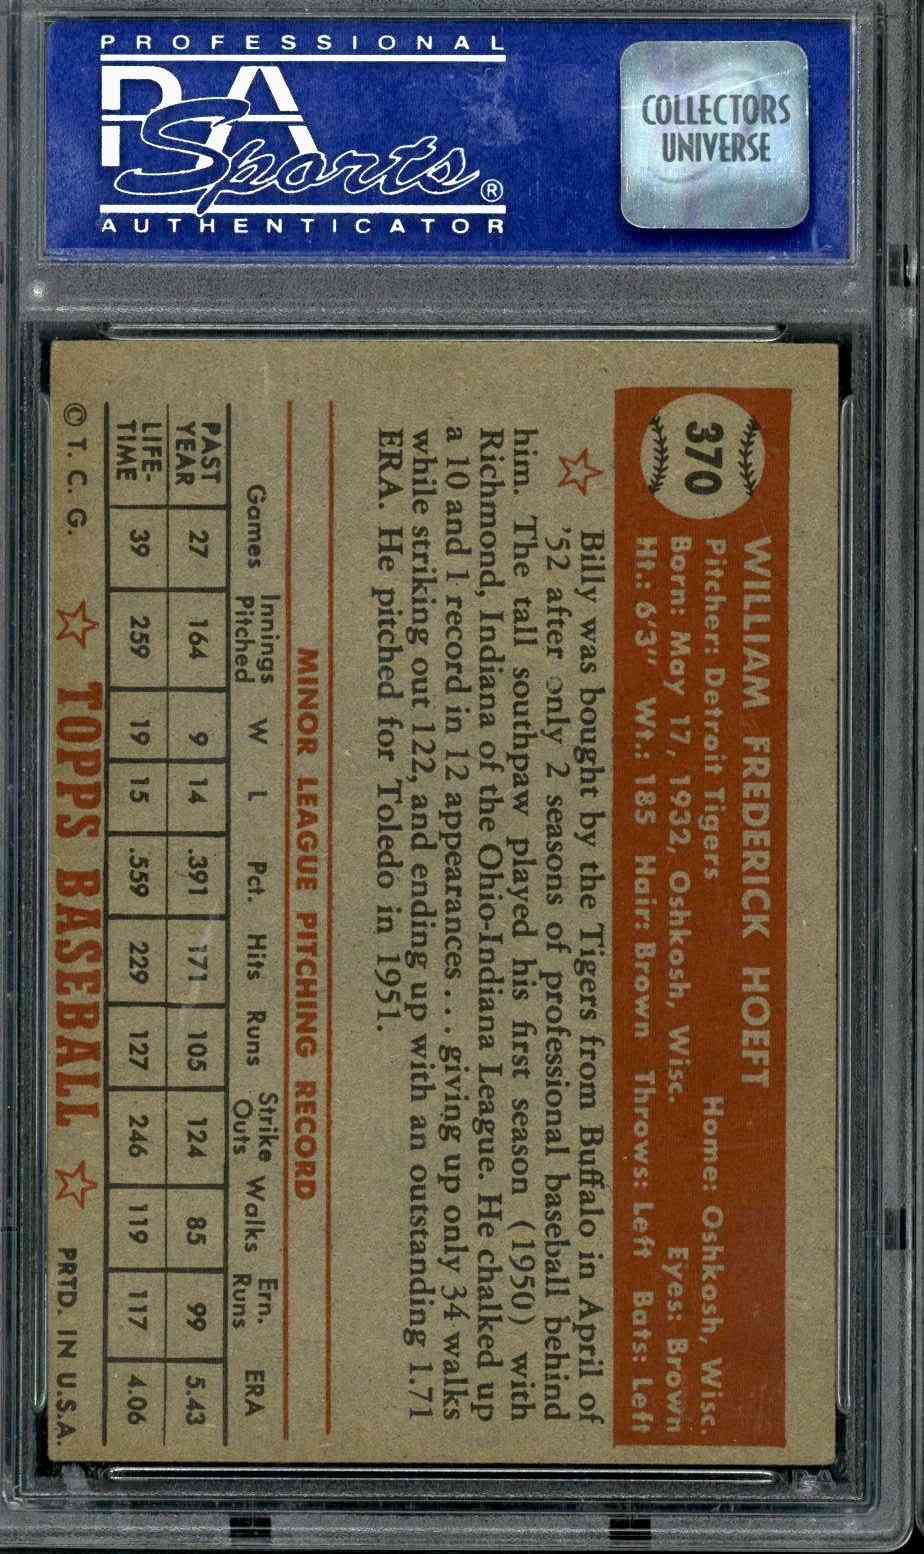 PROFESSIONAL
PSA
Sports ®
AUTHENTICATOR
COLLECTORS
UNIVERSE
370
WILLIAM FREDERICK HOEFT
Pitcher: Detroit Tigers Home: Oshkosh, Wisc.
Born: May 17, 1932, Oshkosh, Wisc. Eyes: Brown
Ht.: 6'3" Wt.: 185 Hair: Brown Throws: Left Bats: Left
Billy was bought by the Tigers from Buffalo in April of
'52 after only 2 seasons of professional baseball behind
him. The tall southpaw played his first season (1950) with
Richmond, Indiana of the Ohio-Indiana League. He chalked up
a 10 and 1 record in 12 appearances... giving up only 34 walks
while striking out 122, and ending up with an outstanding 1.71
ERA. He pitched for Toledo in 1951.
MINOR LEAGUE PITCHING RECORD
Games Innings Pitched W L Pct. Hits Runs Strike Outs Walks Ern. Runs ERA
PAST YEAR 27 164 9 14 .391 171 105 124 85 99 5.43
LIFE-TIME 39 259 19 15 .559 229 127 246 119 117 4.06
© T. C. G. TOPPS BASEBALL PRTD. IN U.S.A.